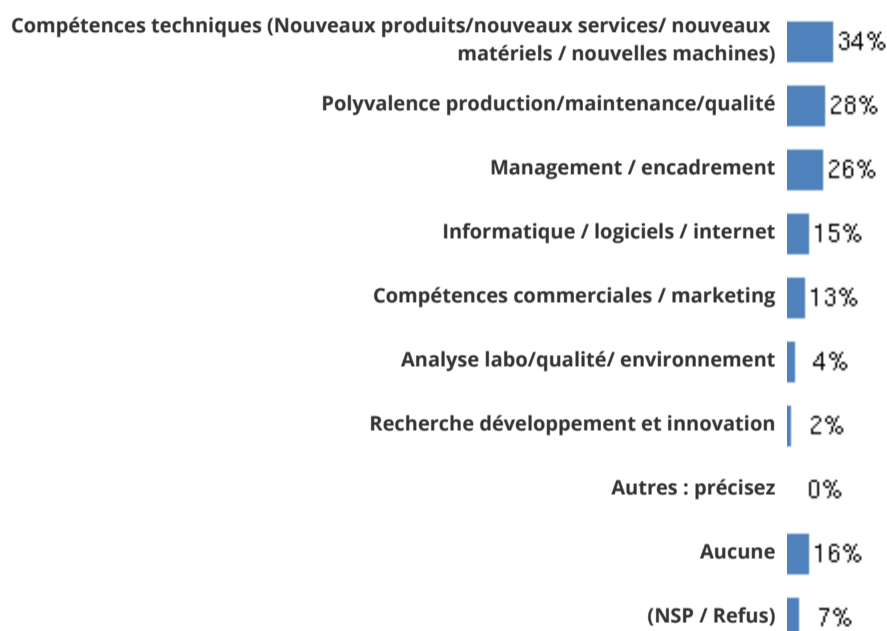 Compétences techniques (Nouveaux produits/nouveaux services/ nouveaux
matériels / nouvelles machines)
34%
Polyvalence production/maintenance/qualité 28%
Management / encadrement 26%
Informatique / logiciels / internet 15%
Compétences commerciales / marketing 13%
Analyse labo/qualité/ environnement 4%
Recherche développement et innovation 2%
Autres : précisez 0%
Aucune 16%
(NSP / Refus) 7%